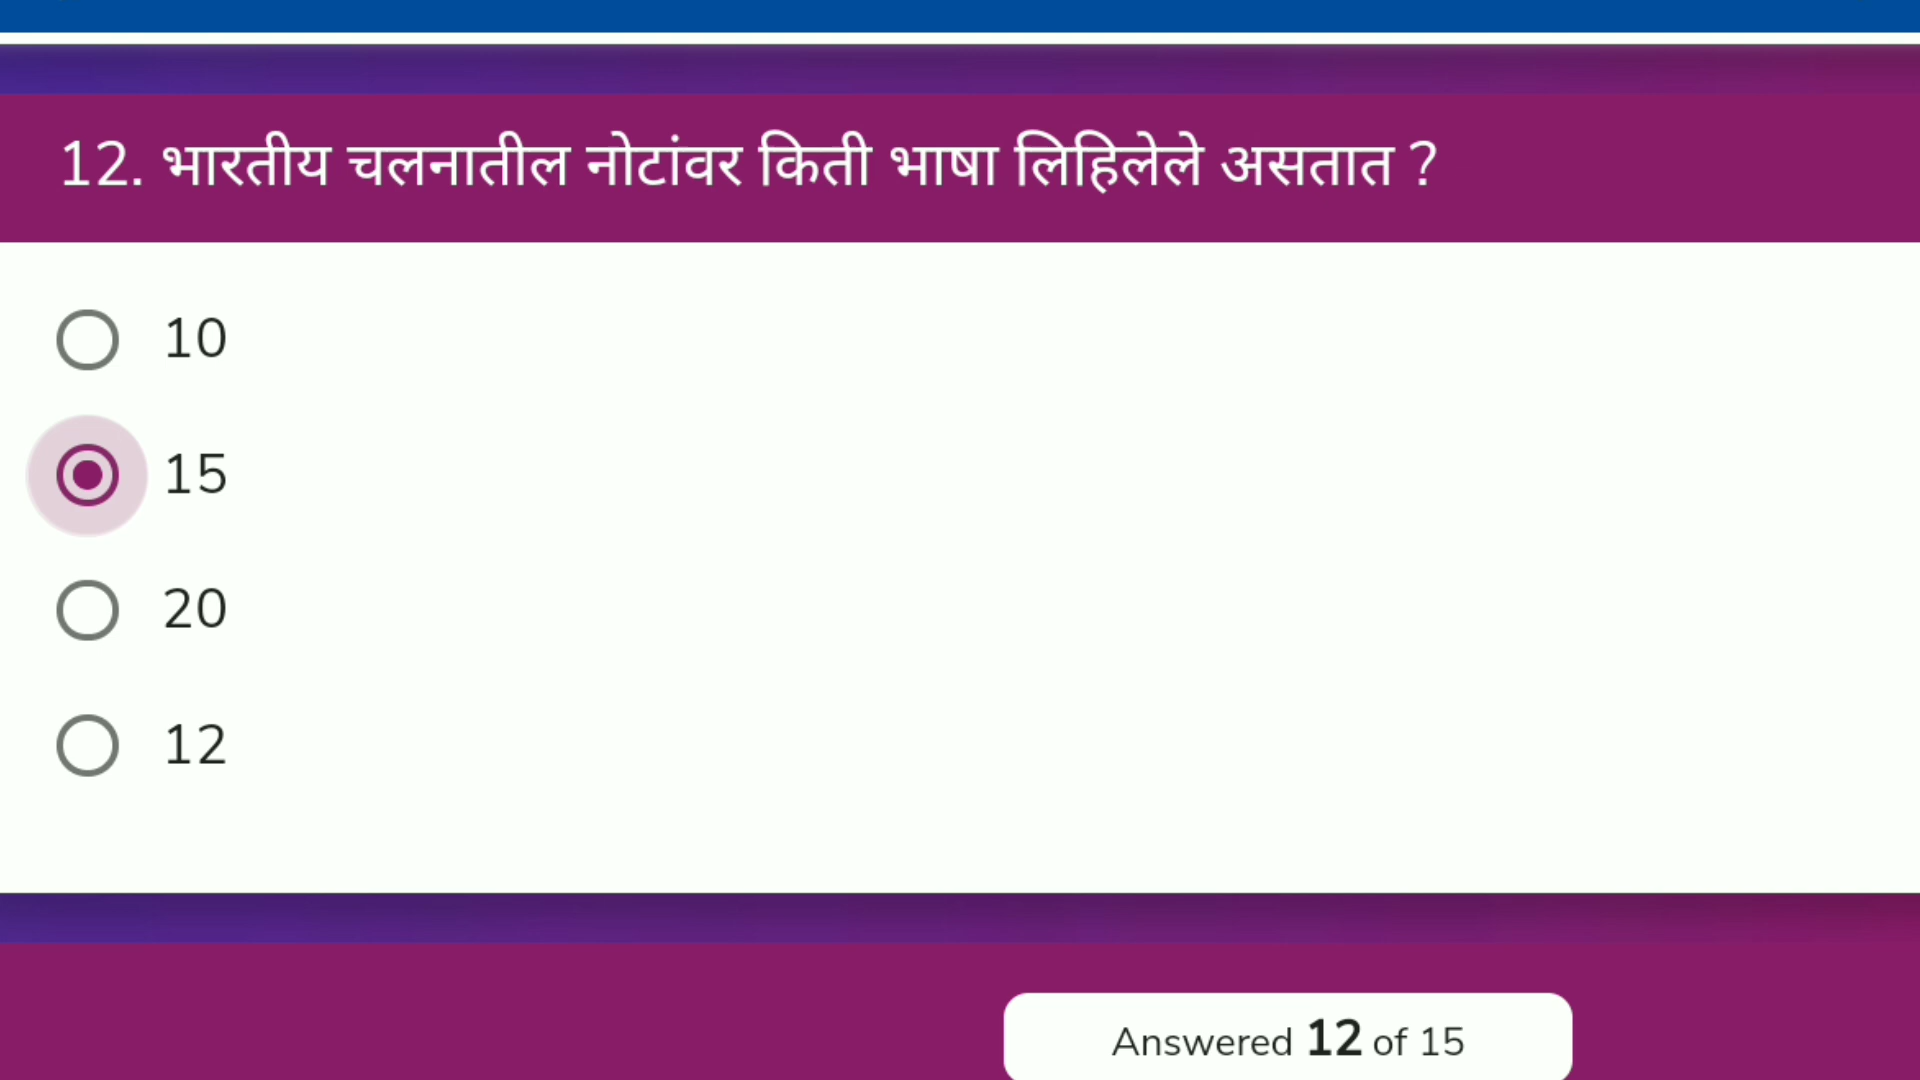 12. भारतीय चलनातील नोटांवर किती भाषा लिहिलेले असतात ?
10
15
20
12
Answered 12 of 15